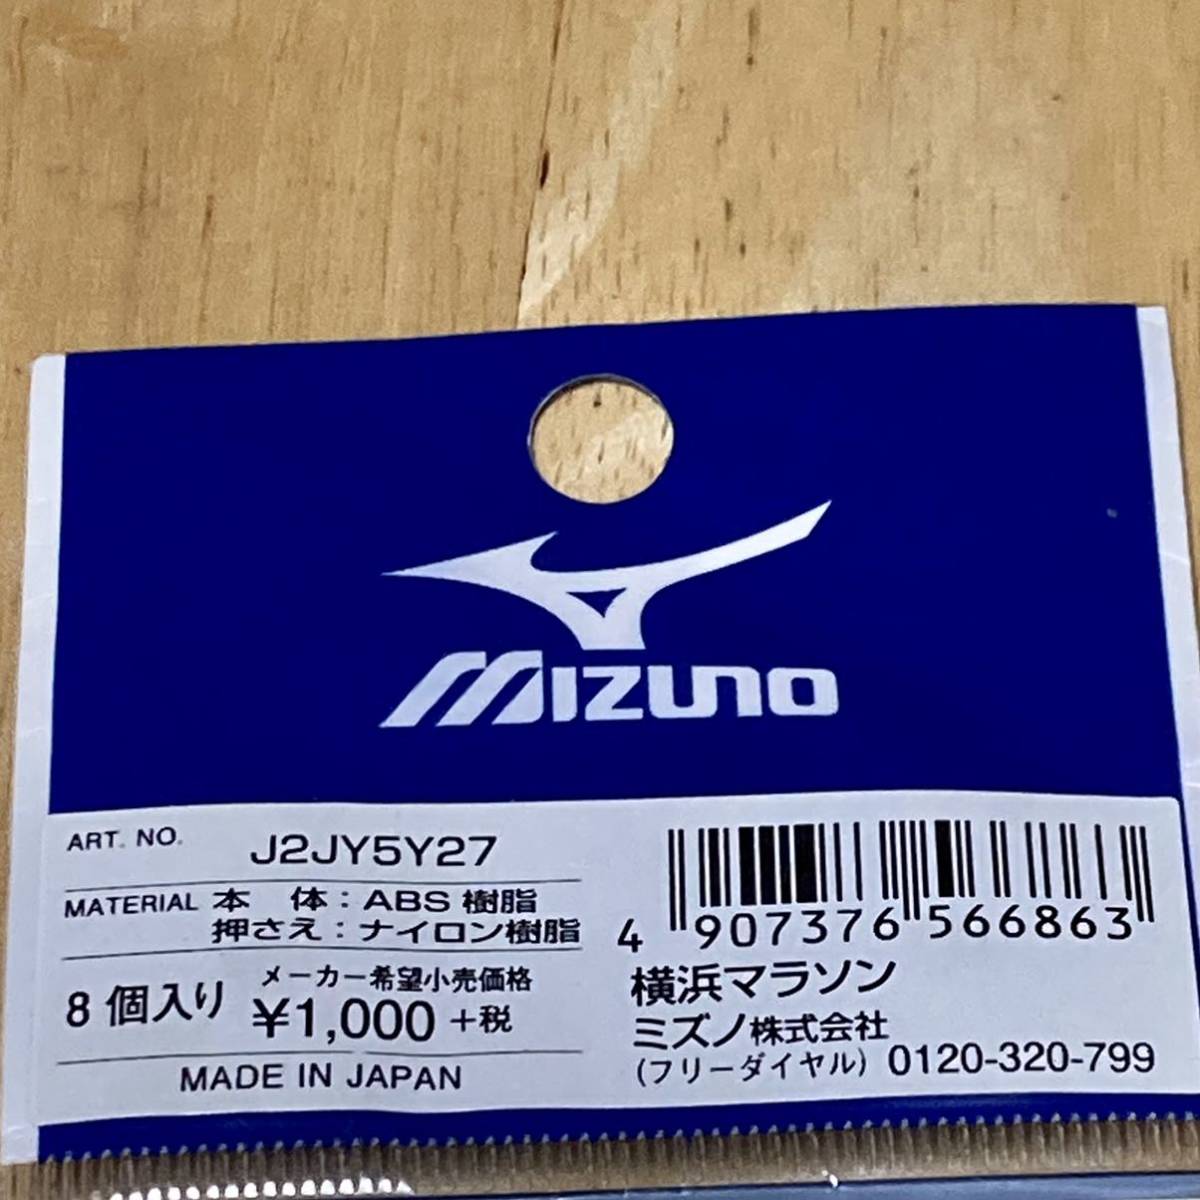 MIZUNO
ART. NO. J2JY5Y27
MATERIAL 本 体：ABS 樹脂
押さえ：ナイロン樹脂
8個入り メーカー希望小売価格
¥1,000 +税
MADE IN JAPAN
4 907376 566863
横浜マラソン
ミズノ株式会社
(フリーダイヤル) 0120-320-799